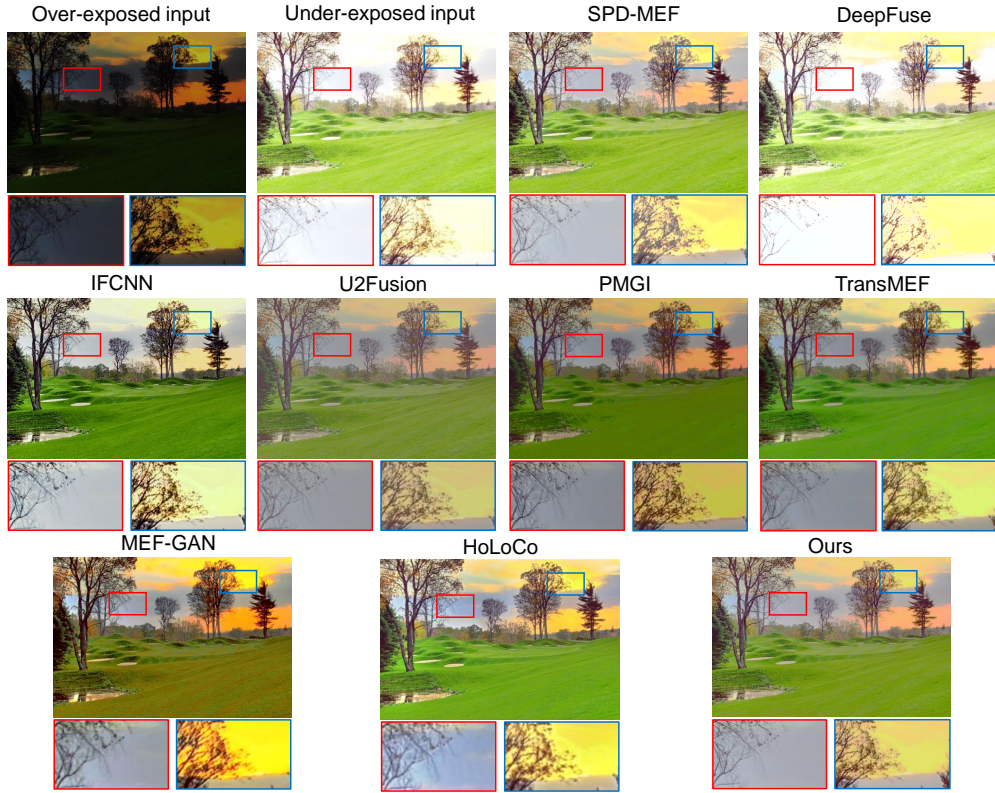 Over-exposed input
Under-exposed input
SPD-MEF
DeepFuse
IFCNN
U2Fusion
PMGI
TransMEF
MEF-GAN
HoLoCo
Ours